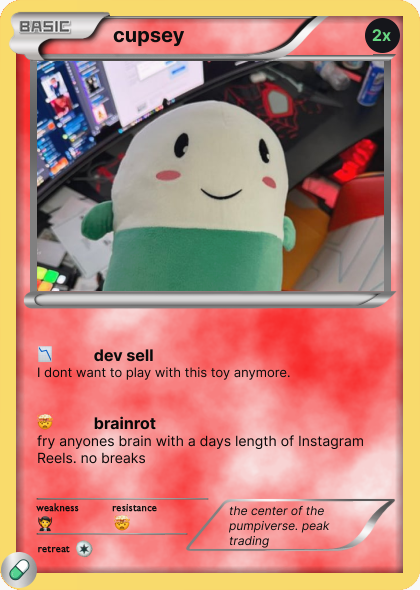 BASIC
cupsey
2x
dev sell
I dont want to play with this toy anymore.
brainrot
fry anyones brain with a days length of Instagram
Reels. no breaks
weakness
resistance
retreat
the center of the
pumpiverse. peak
trading